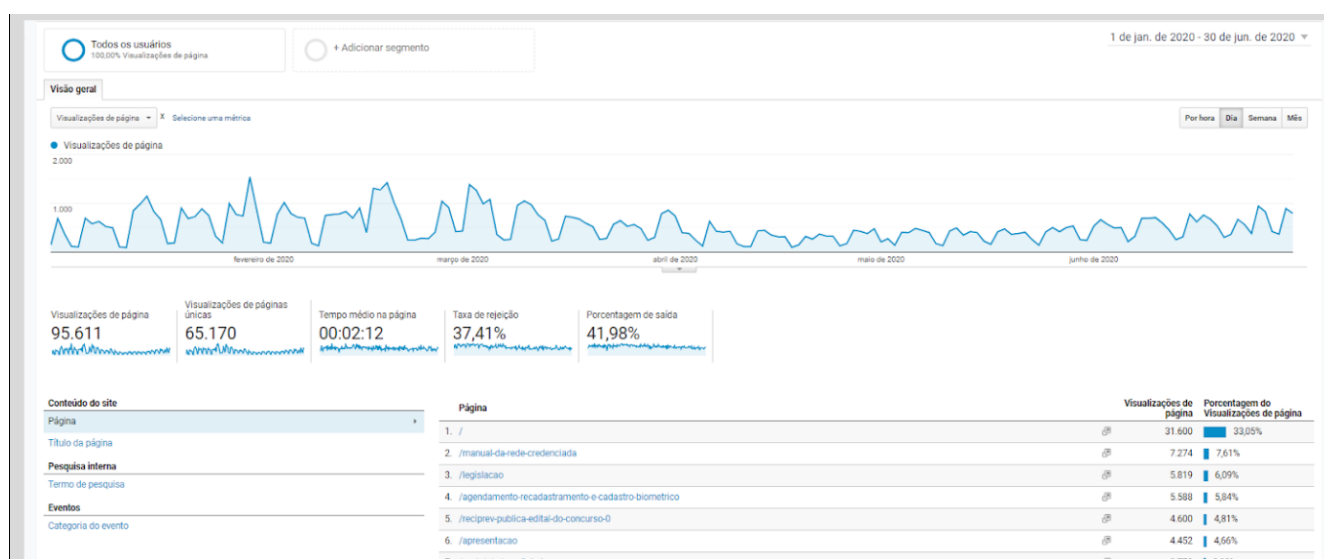 Todos os usuários
100,00% Visualizações de página
+ Adicionar segmento
1 de jan. de 2020 - 30 de jun. de 2020
Visão geral
Visualizações de página X Selecione uma métrica
Por hora Dia Semana Mês
Visualizações de página
2.000
1.000
fevereiro de 2020 março de 2020 abril de 2020 maio de 2020 junho de 2020
Visualizações de página
95.611
Visualizações de páginas
únicas
65.170
Tempo médio na página
00:02:12
Taxa de rejeição
37,41%
Porcentagem de saída
41,98%
Conteúdo do site
Página
Título da página
Pesquisa interna
Termo de pesquisa
Eventos
Categoria do evento
Página Visualizações de página Porcentagem do Visualizações de página
1. / 31.600 33,05%
2. /manual-da-rede-credenciada 7.274 7,61%
3. /legislacao 5.819 6,09%
4. /agendamento-recadastramento-e-cadastro-biometrico 5.588 5,84%
5. /reciprev-publica-edital-do-concurso-0 4.600 4,81%
6. /apresentacao 4.452 4,66%